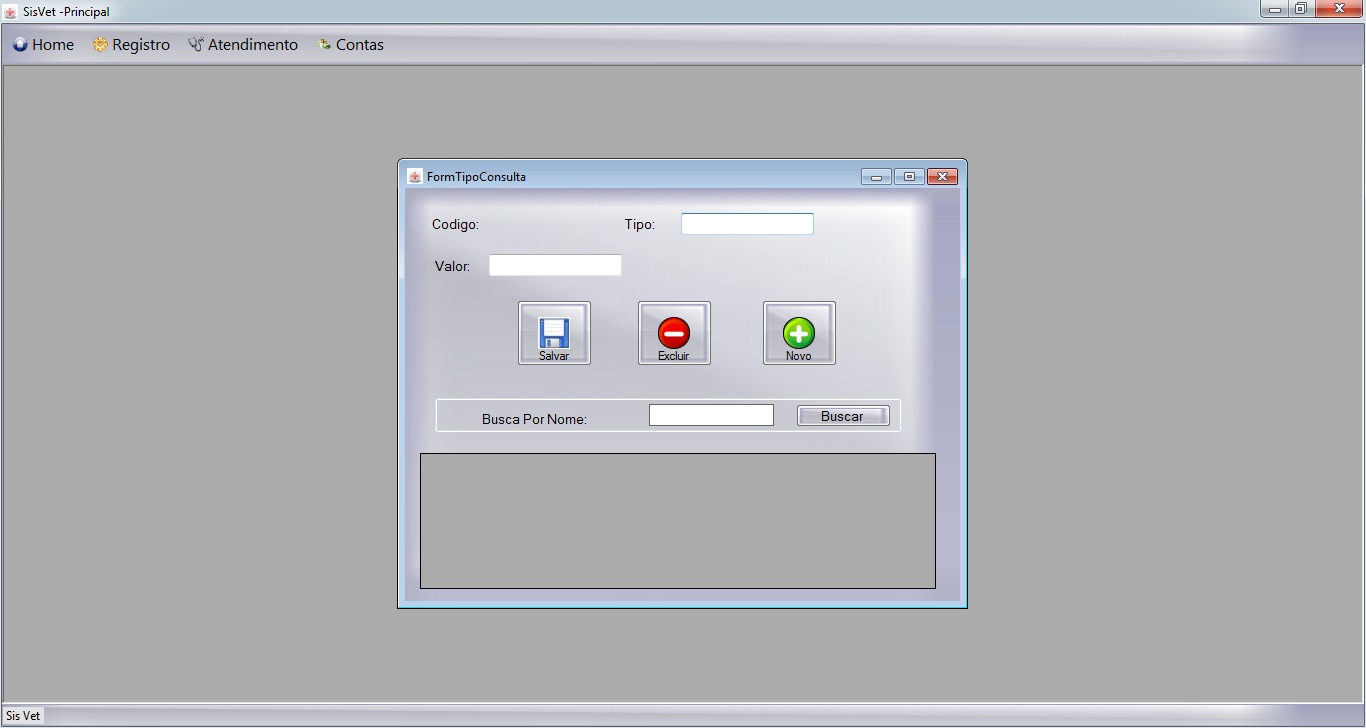 SisVet -Principal
Home Registro Atendimento Contas
FormTipoConsulta
Codigo: Tipo:
Valor:
Salvar Excluir Novo
Busca Por Nome: Buscar
Sis Vet